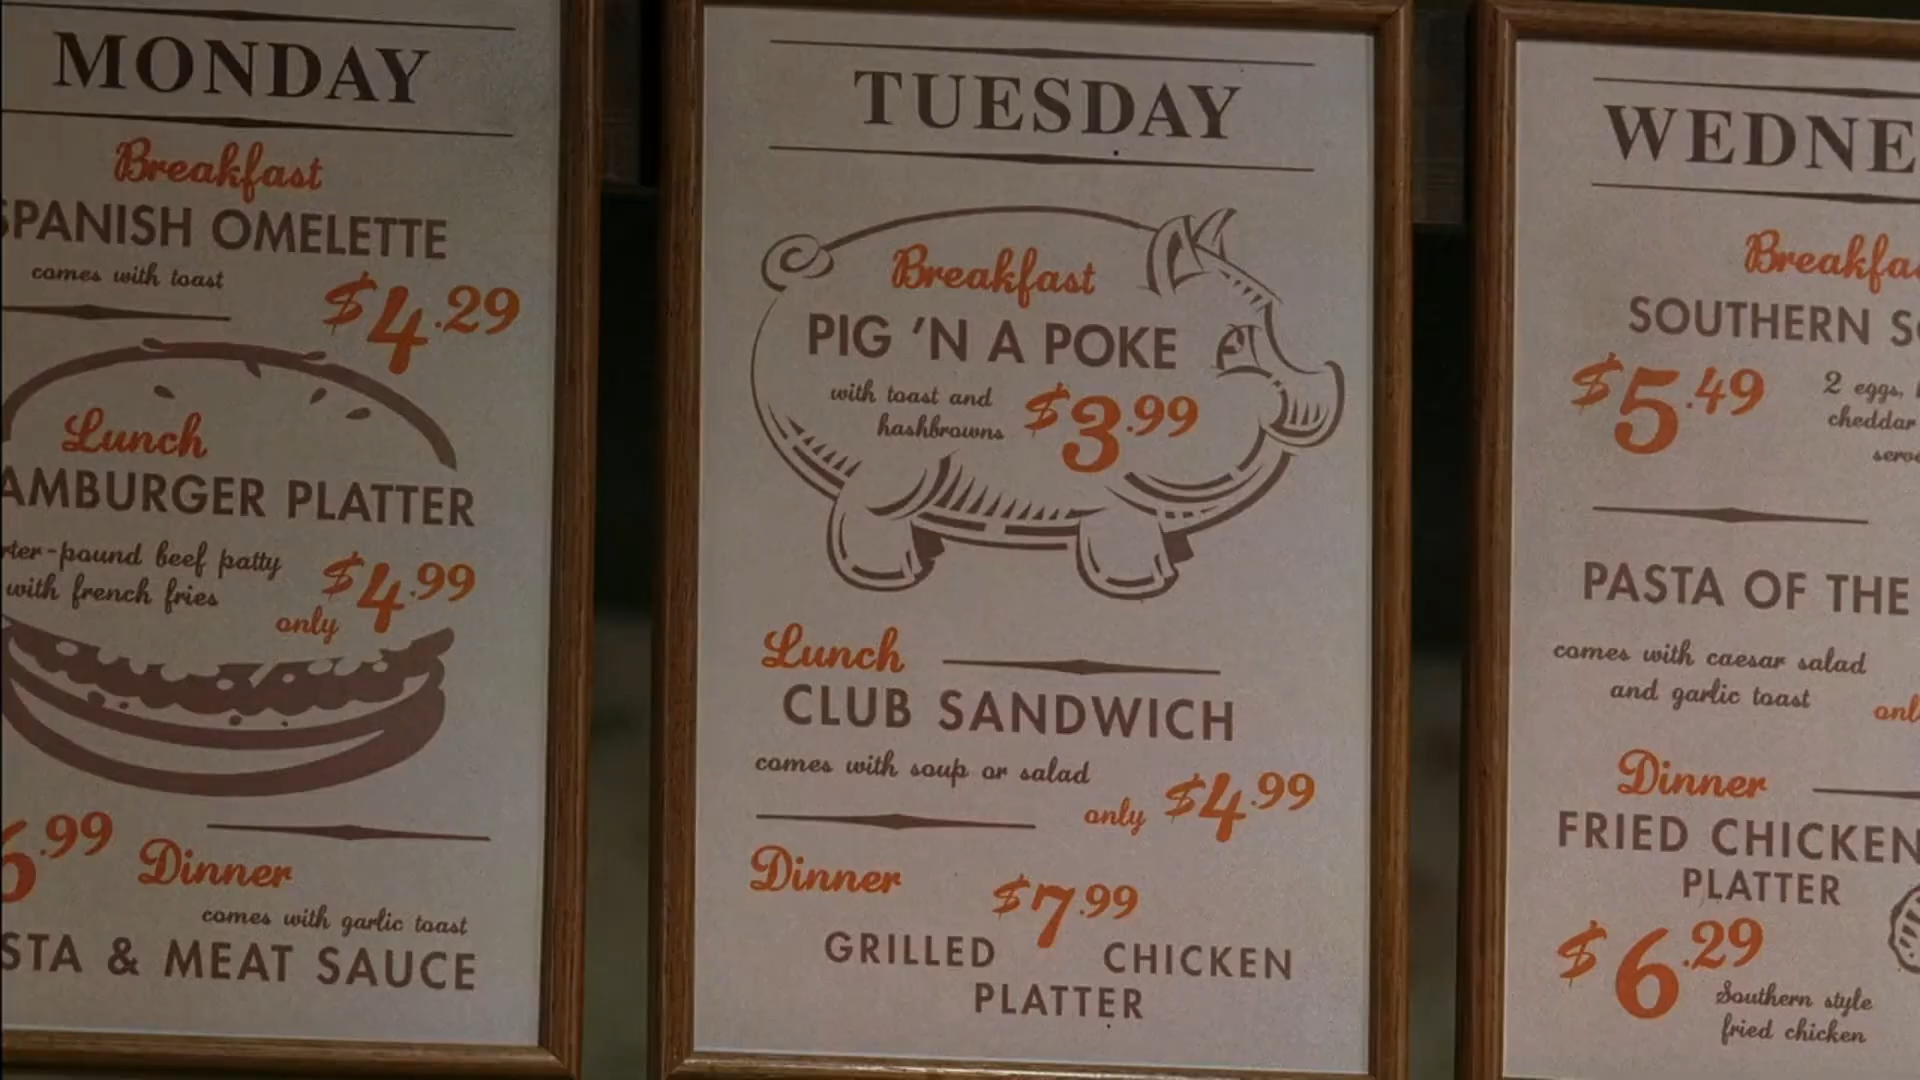 MONDAY
Breakfast
SPANISH OMELETTE
comes with toast
$4.29
Lunch
AMBURGER PLATTER
rter-pound beef patty
with french fries
only $4.99
6.99 Dinner
comes with garlic toast
STA & MEAT SAUCE
TUESDAY
Breakfast
PIG 'N A POKE
with toast and
hashbrowns
$3.99
Lunch
CLUB SANDWICH
comes with soup or salad
only $4.99
Dinner
$7.99
GRILLED CHICKEN
PLATTER
WEDNE
Breakfa
SOUTHERN S
$5.49
2 eggs,
cheddar
serve
PASTA OF THE
comes with caesar salad
and garlic toast
onl
Dinner
FRIED CHICKEN
PLATTER
$6.29
Southern style
fried chicken